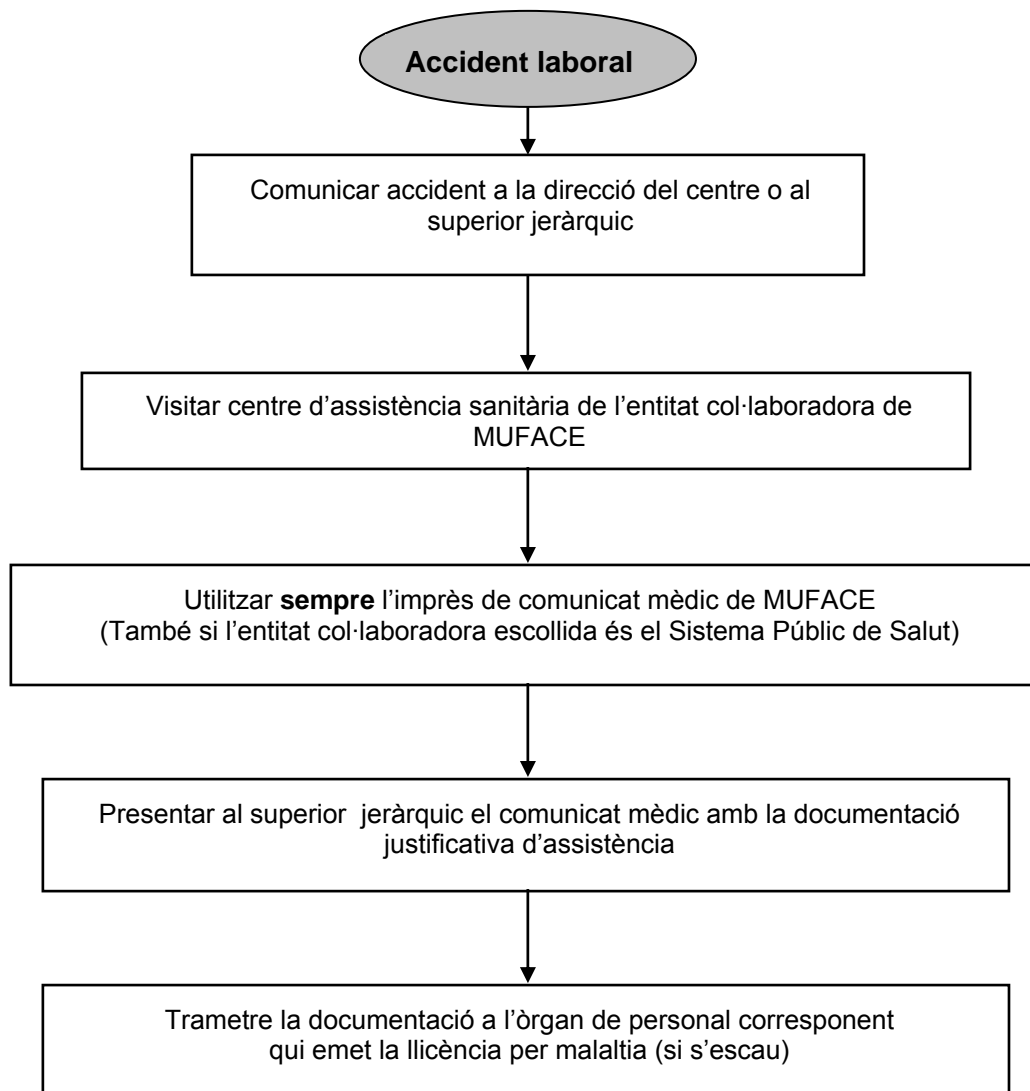 Accident laboral
Comunicar accident a la direcció del centre o al
superior jeràrquic
Visitar centre d’assistència sanitària de l’entitat col·laboradora de
MUFACE
Utilitzar sempre l’imprès de comunicat mèdic de MUFACE
(També si l’entitat col·laboradora escollida és el Sistema Públic de Salut)
Presentar al superior jeràrquic el comunicat mèdic amb la documentació
justificativa d’assistència
Trametre la documentació a l’òrgan de personal corresponent
qui emet la llicència per malaltia (si s’escau)